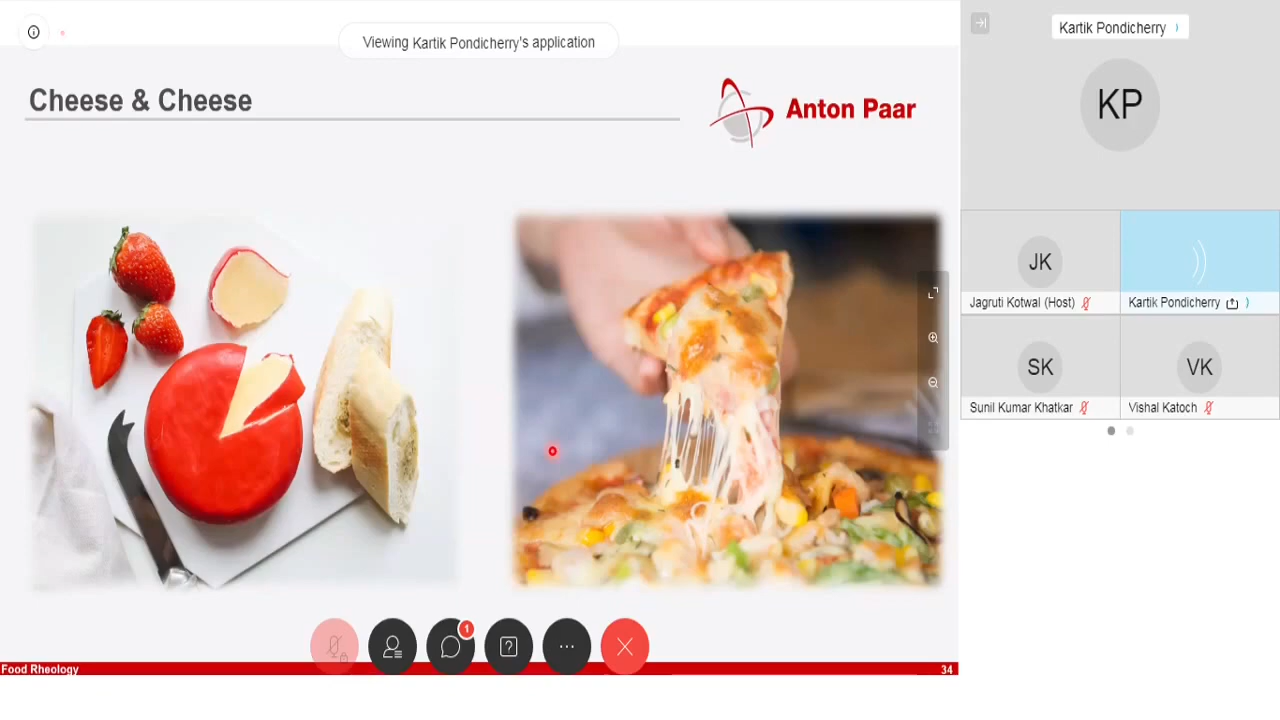 Viewing Kartik Pondicherry's application
Cheese & Cheese
Anton Paar
1
?
Food Rheology
34
Kartik Pondicherry
KP
JK
Jagruti Kotwal (Host)
Kartik Pondicherry
SK
Sunil Kumar Khatkar
VK
Vishal Katoch